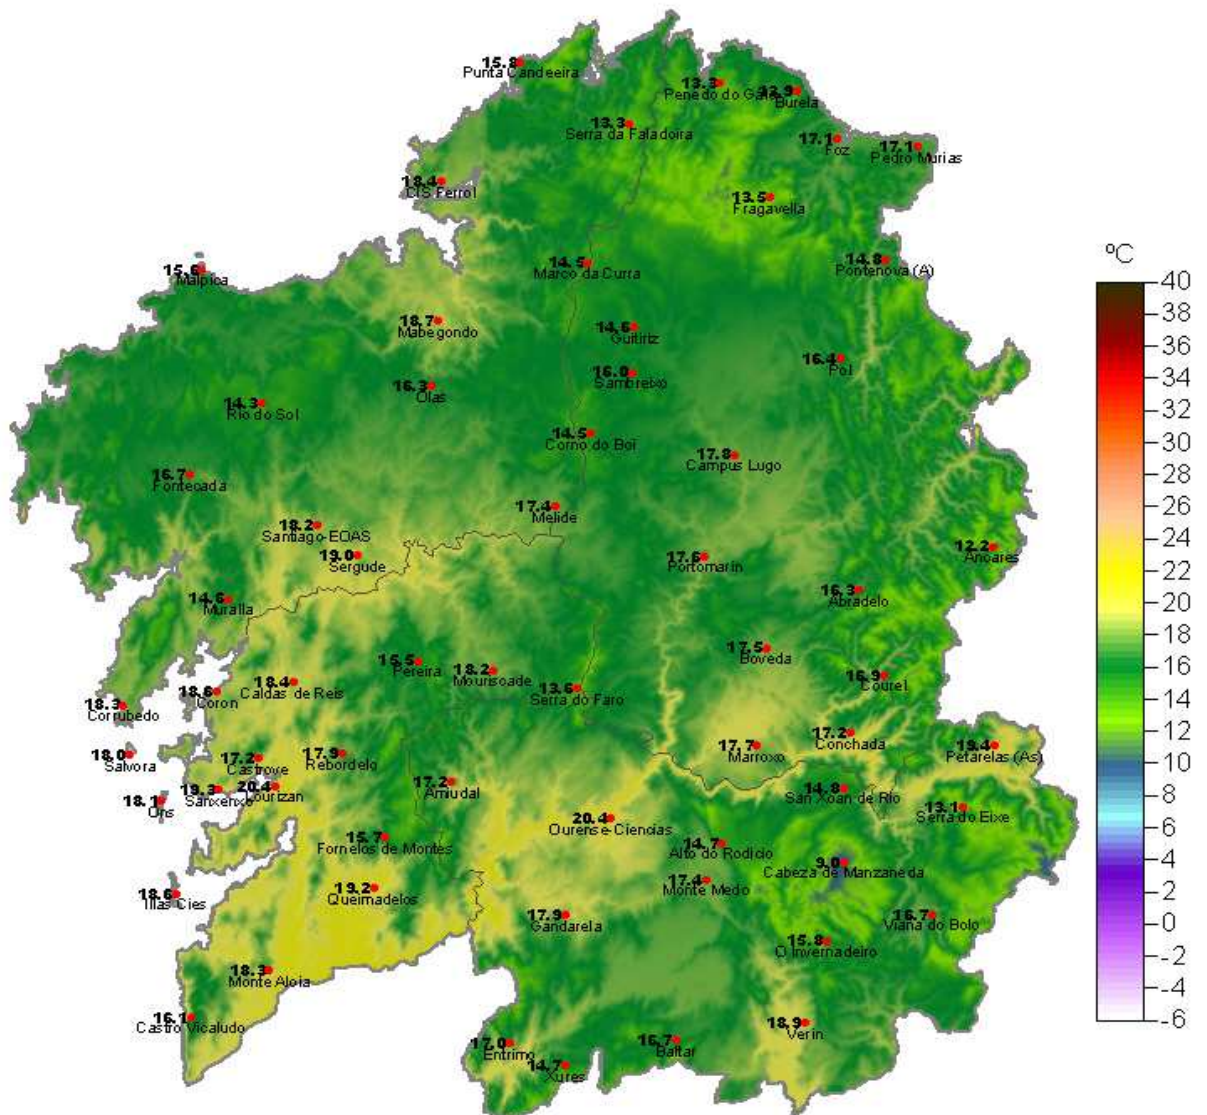 15.8
Punta Candeeira
13.3
Penedo do Galo
13.9
Burela
13.3
Serra da Faladoira
17.1
Foz
17.1
Pedro Murias
18.4
CIS Ferrol
13.5
Fragavella
15.6
Malpica
14.5
Marco da Curra
14.8
Pontenova (A)
ºC
18.7
Mabegondo
14.6
Guitiriz
16.4
Pol
16.3
Olas
16.0
Sambreixo
14.3
Rio do Sol
14.5
Corno do Boi
17.8
Campus Lugo
16.7
Fontecada
17.4
Melide
18.2
Santiago-EOAS
19.0
Sergude
17.6
Portomarin
12.2
Ancares
14.6
Muralla
16.3
Abradelo
15.5
Pereira
18.2
Mourisoade
17.5
Boveda
16.9
Courel
18.4
Caldas de Reis
18.6
Coron
18.3
Corrubedo
13.6
Serra do Faro
18.0
Salvora
17.2
Castrove
17.9
Rebordelo
17.7
Marroxo
17.2
Conchada
19.4
Petarelas (As)
19.3
Sanxenxo
20.4
Lourizan
17.2
Amiudal
14.8
San Xoan de Rio
18.1
Ons
20.4
Ourense-Ciencias
13.1
Serra do Eixe
15.7
Fornelos de Montes
14.7
Alto do Rodicio
9.0
Cabeza de Manzaneda
18.6
Illas Cies
19.2
Queimadelos
17.4
Monte Medo
17.9
Gandarela
16.7
Viana do Bolo
15.8
O Invernadeiro
18.3
Monte Aloia
16.1
Castro Vicaludo
18.9
Verin
17.0
Entrimo
16.7
Baltar
14.7
Xures
40
38
36
34
32
30
28
26
24
22
20
18
16
14
12
10
8
6
4
2
0
-2
-4
-6